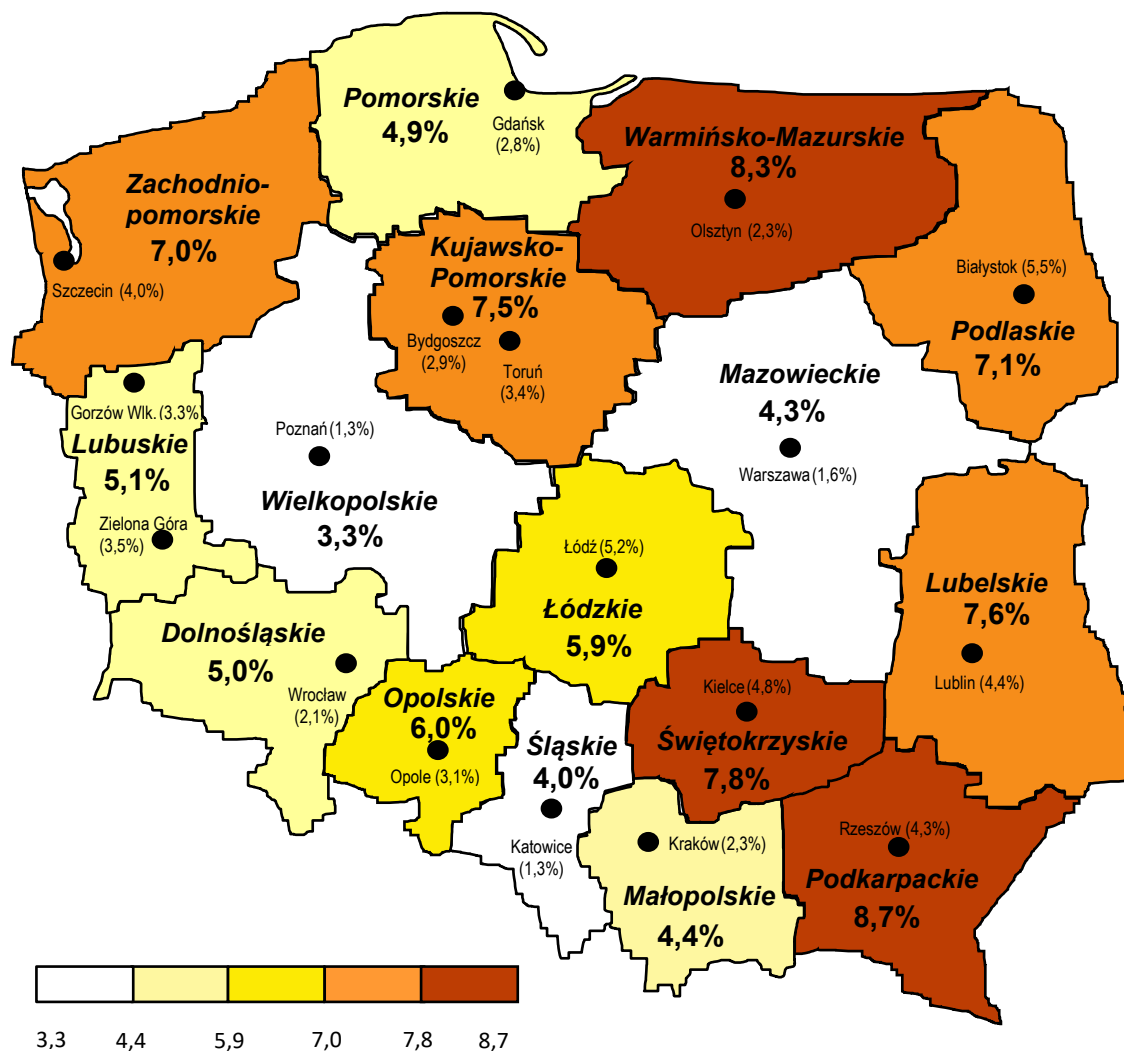 Pomorskie
4,9%
Gdańsk
(2,8%)
Warmińsko-Mazurskie
8,3%
Olsztyn (2,3%)
Zachodnio-
pomorskie
7,0%
Szczecin (4,0%)
Kujawsko-
Pomorskie
7,5%
Bydgoszcz
(2,9%)
Toruń
(3,4%)
Białystok (5,5%)
Podlaskie
7,1%
Mazowieckie
4,3%
Warszawa (1,6%)
Gorzów Wlk. (3,3%
Lubuskie
5,1%
Zielona Góra
(3,5%)
Poznań (1,3%)
Wielkopolskie
3,3%
Łódź (5,2%)
Łódzkie
5,9%
Lubelskie
7,6%
Lublin (4,4%)
Dolnośląskie
5,0%
Wrocław
(2,1%)
Opolskie
6,0%
Opole (3,1%)
Śląskie
4,0%
Katowice
(1,3%)
Kielce (4,8%)
Świętokrzyskie
7,8%
Kraków (2,3%)
Małopolskie
4,4%
Rzeszów (4,3%)
Podkarpackie
8,7%
3,3 4,4 5,9 7,0 7,8 8,7